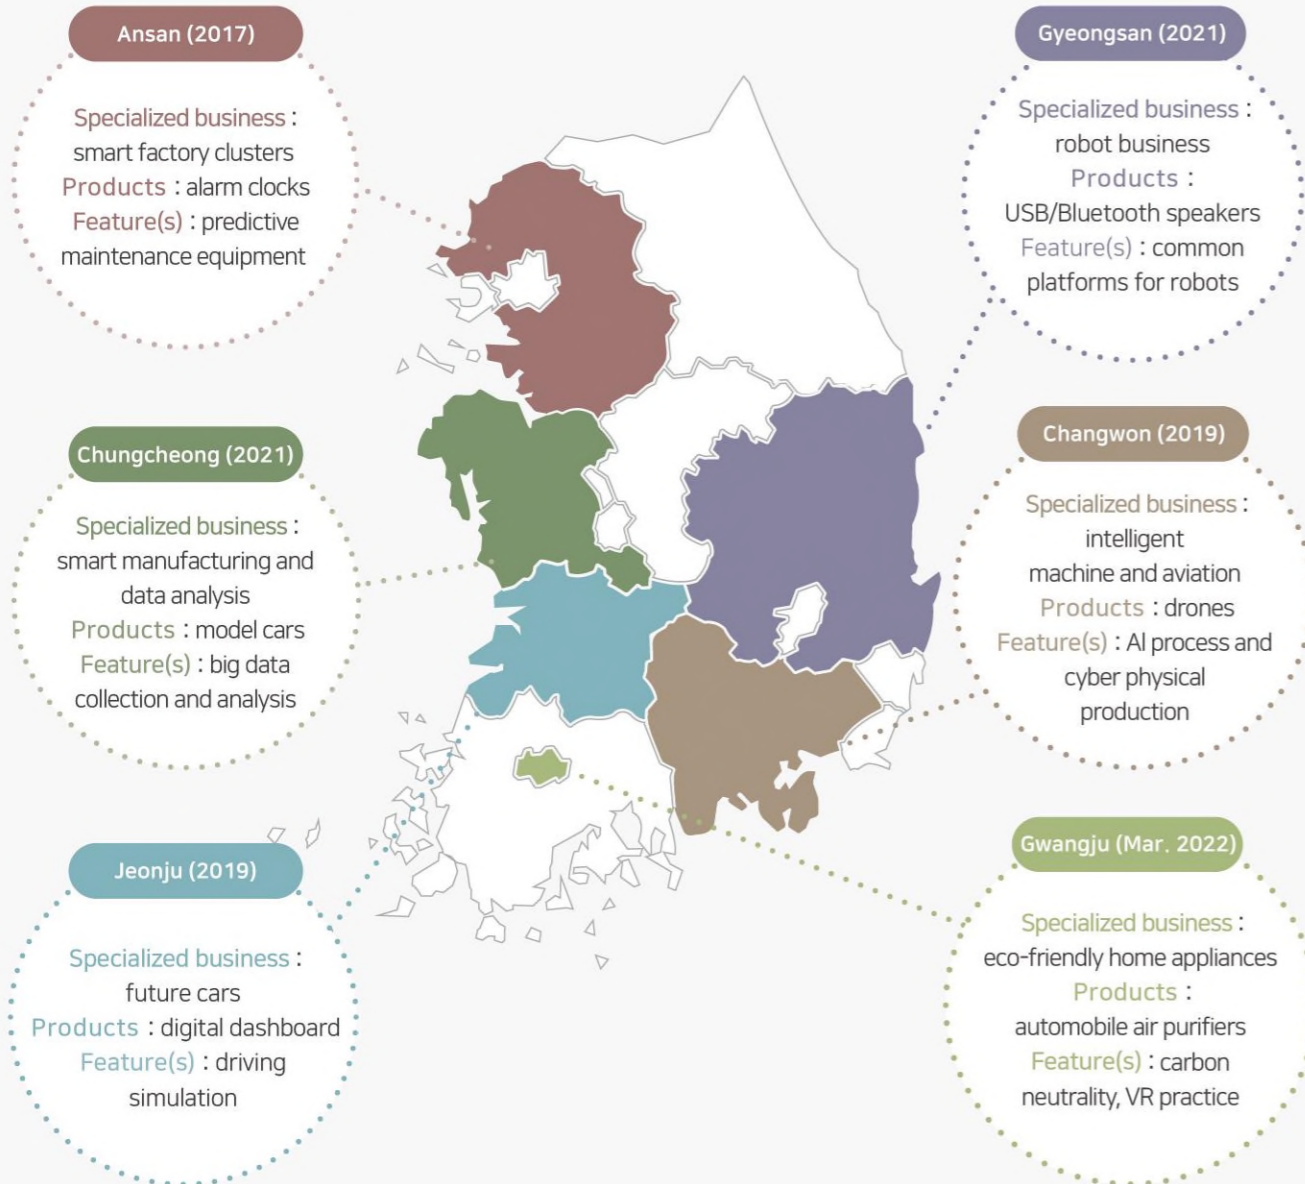 Ansan (2017)
Specialized business :
smart factory clusters
Products : alarm clocks
Feature(s) : predictive
maintenance equipment
Gyeongsan (2021)
Specialized business :
robot business
Products :
USB/Bluetooth speakers
Feature(s) : common
platforms for robots
Chungcheong (2021)
Specialized business :
smart manufacturing and
data analysis
Products : model cars
Feature(s) : big data
collection and analysis
Changwon (2019)
Specialized business :
intelligent
machine and aviation
Products : drones
Feature(s) : AI process and
cyber physical
production
Jeonju (2019)
Specialized business :
future cars
Products : digital dashboard
Feature(s) : driving
simulation
Gwangju (Mar. 2022)
Specialized business :
eco-friendly home appliances
Products :
automobile air purifiers
Feature(s) : carbon
neutrality, VR practice